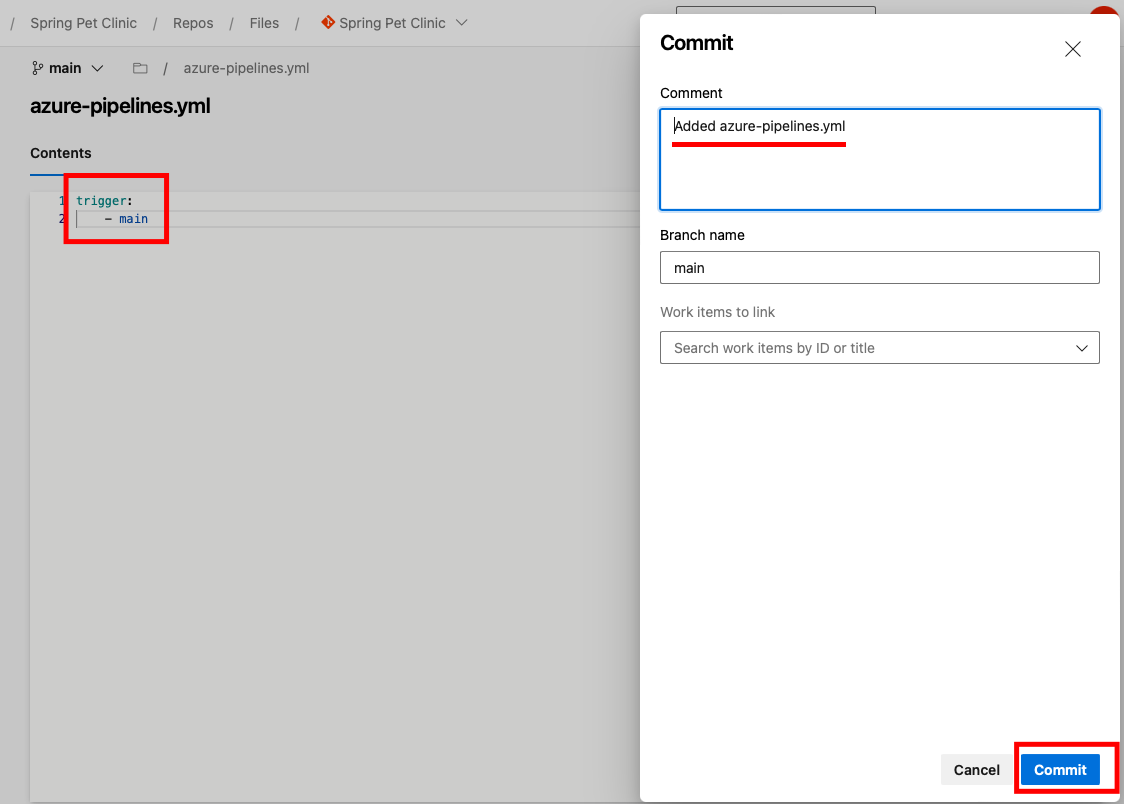 / Spring Pet Clinic / Repos / Files / Spring Pet Clinic
main / azure-pipelines.yml
azure-pipelines.yml
Contents
1 trigger:
2 - main
Commit
Comment
Added azure-pipelines.yml
Branch name
main
Work items to link
Search work items by ID or title
Cancel Commit